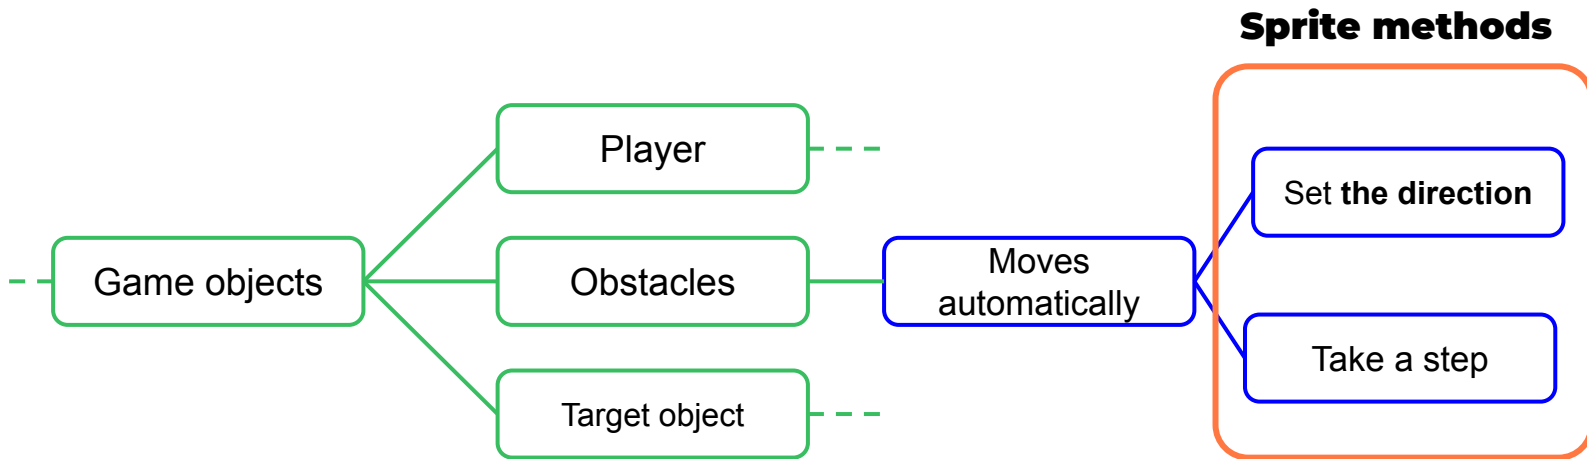 Sprite methods
Player
Set the direction
Game objects
Obstacles
Moves
automatically
Take a step
Target object